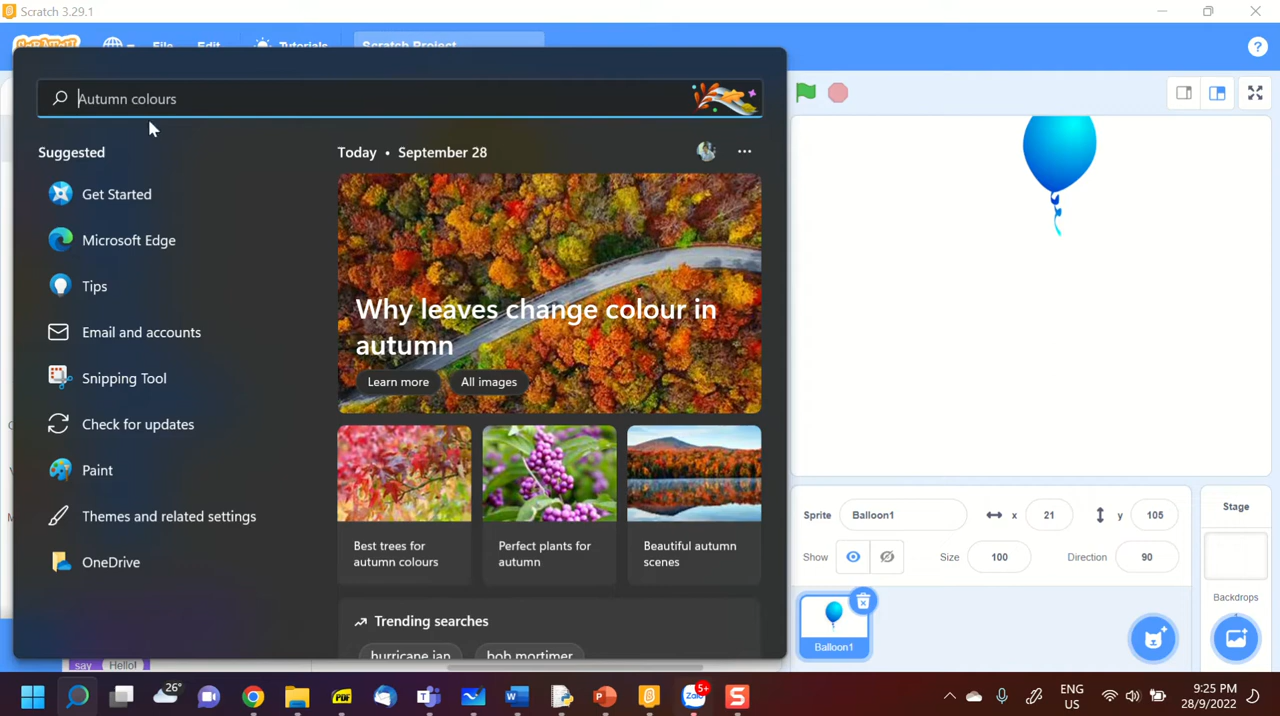 Scratch 3.29.1
SCRATCH File Edit Tutorials Scratch Project
Autumn colours
Suggested
Get Started
Microsoft Edge
Tips
Email and accounts
Snipping Tool
Check for updates
Paint
Themes and related settings
OneDrive
Today • September 28
Why leaves change colour in
autumn
Learn more All images
Best trees for
autumn colours
Perfect plants for
autumn
Beautiful autumn
scenes
Trending searches
hurricane ian bob mortimer
say Hello!
Sprite Balloon1 x 21 y 105
Show Size 100 Direction 90
Balloon1
Stage
Backdrops
26°
PDF
Zalo
5+
ENG
US
9:25 PM
28/9/2022